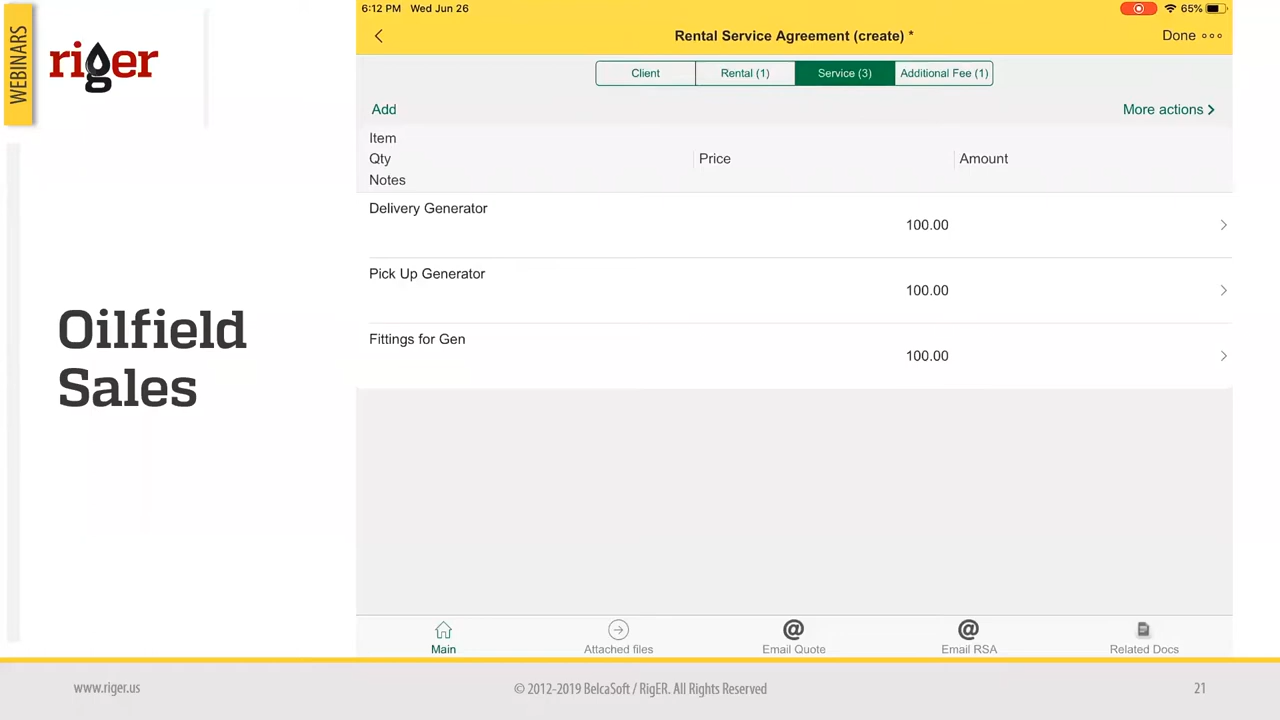 WEBINARS
riger
Oilfield
Sales
6:12 PM Wed Jun 26
65%
Rental Service Agreement (create) *
Done
Client
Rental (1)
Service (3)
Additional Fee (1)
Add
More actions
Item
Qty
Price
Amount
Notes
Delivery Generator
100.00
Pick Up Generator
100.00
Fittings for Gen
100.00
Main
Attached files
@
Email Quote
@
Email RSA
Related Docs
www.riger.us
© 2012-2019 BelcaSoft / RigER. All Rights Reserved
21